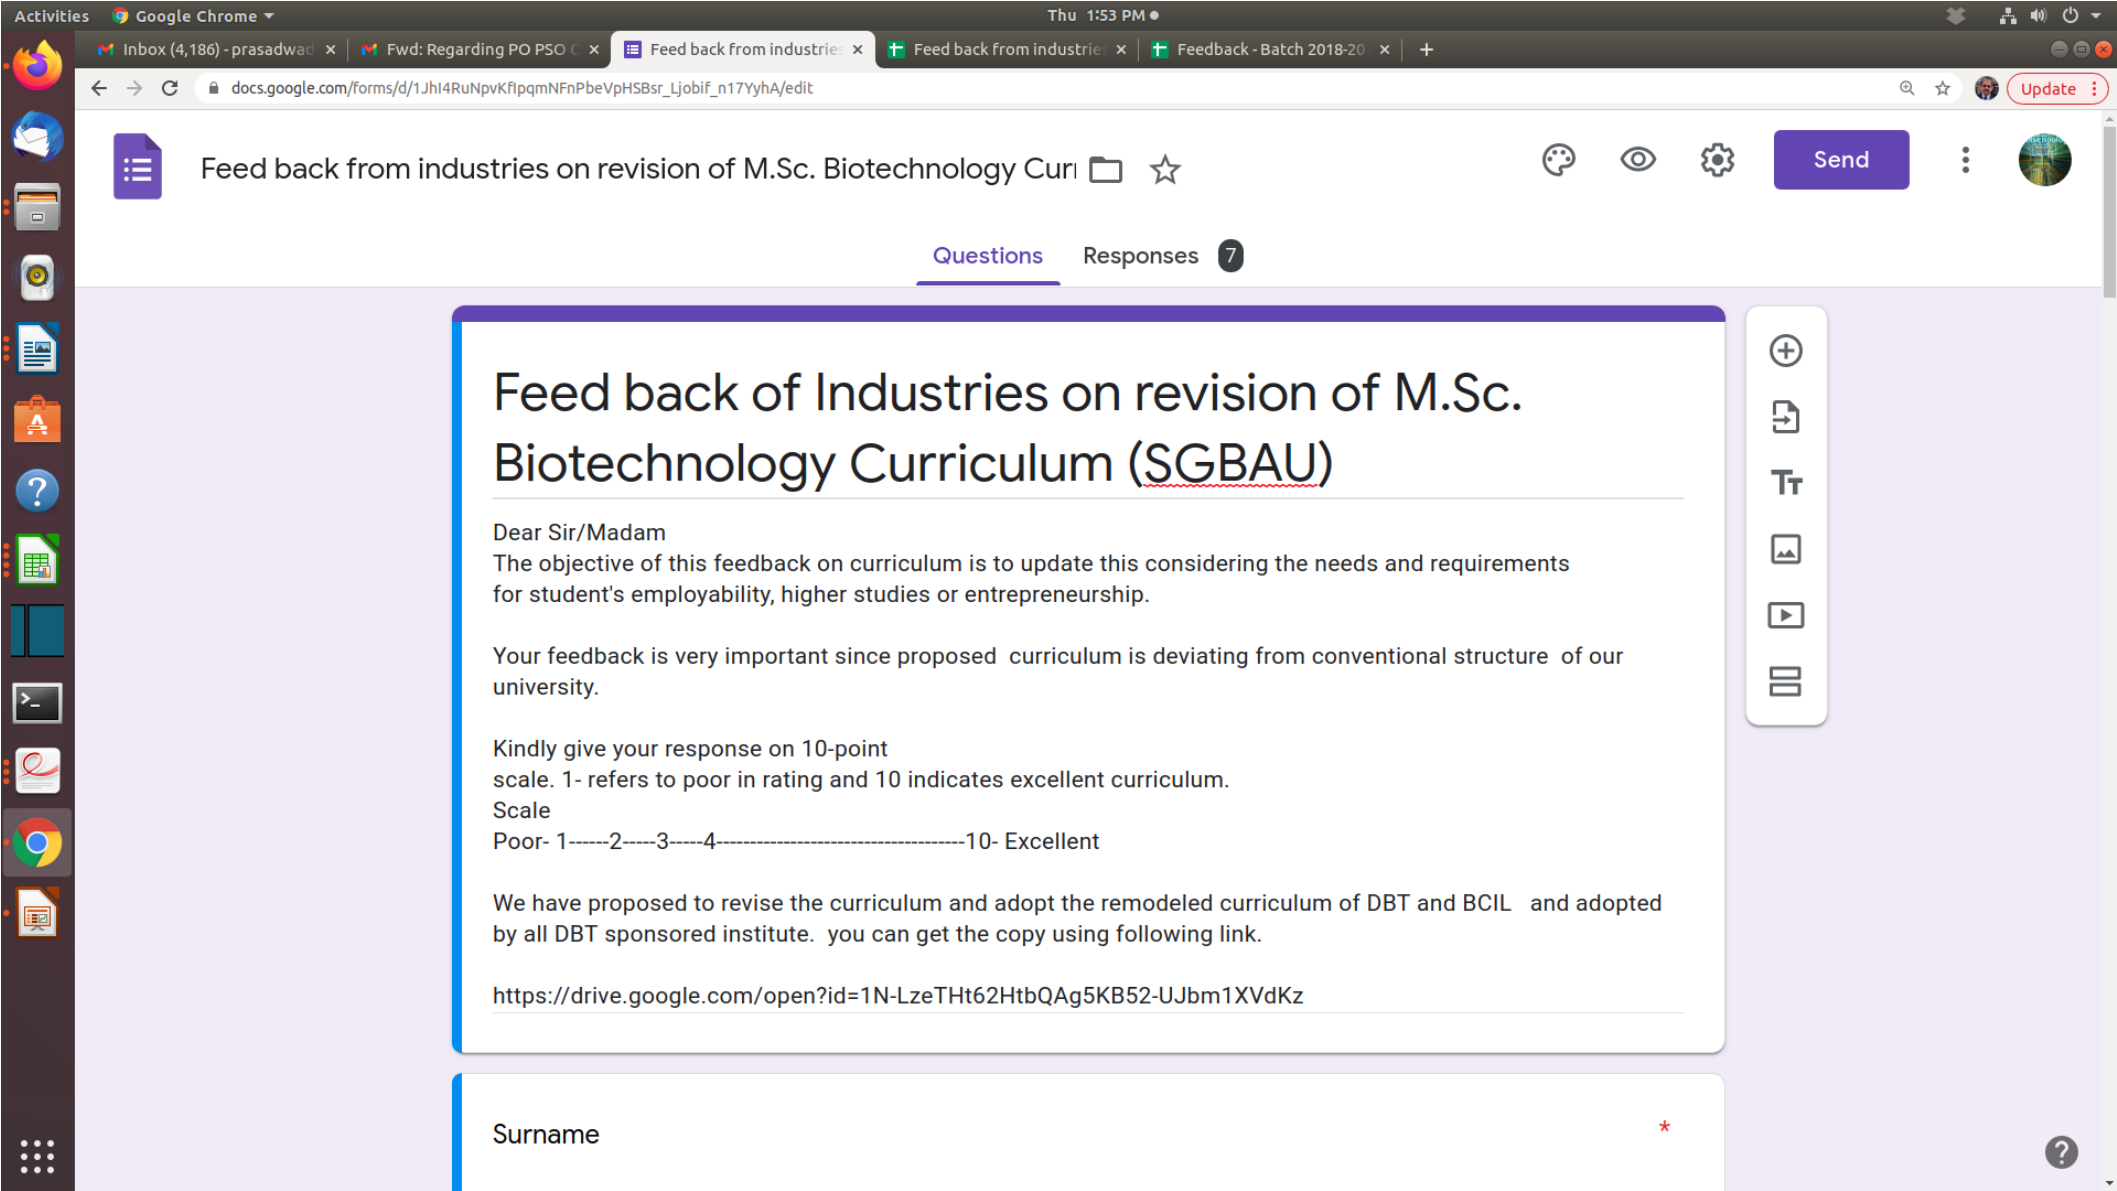 Activities Google Chrome Thu 1:53 PM
Inbox (4,186) - prasadwad Fwd: Regarding PO PSO C Feed back from industries Feed back from industries Feedback - Batch 2018-20
docs.google.com/forms/d/1JhI4RuNpvKfIpqmNFnPbeVpHSBsr_Ljobif_n17YyhA/edit Update
Feed back from industries on revision of M.Sc. Biotechnology Curr Send
Questions Responses 7
Feed back of Industries on revision of M.Sc.
Biotechnology Curriculum (SGBAU)
Dear Sir/Madam
The objective of this feedback on curriculum is to update this considering the needs and requirements
for student's employability, higher studies or entrepreneurship.
Your feedback is very important since proposed  curriculum is deviating from conventional structure  of our
university.
Kindly give your response on 10-point
scale. 1- refers to poor in rating and 10 indicates excellent curriculum.
Scale
Poor- 1------2-----3-----4-------------------------------------10- Excellent
We have proposed to revise the curriculum and adopt the remodeled curriculum of DBT and BCIL   and adopted
by all DBT sponsored institute.  you can get the copy using following link.
https://drive.google.com/open?id=1N-LzeTHt62HtbQAg5KB52-UJbm1XVdKz
Surname *